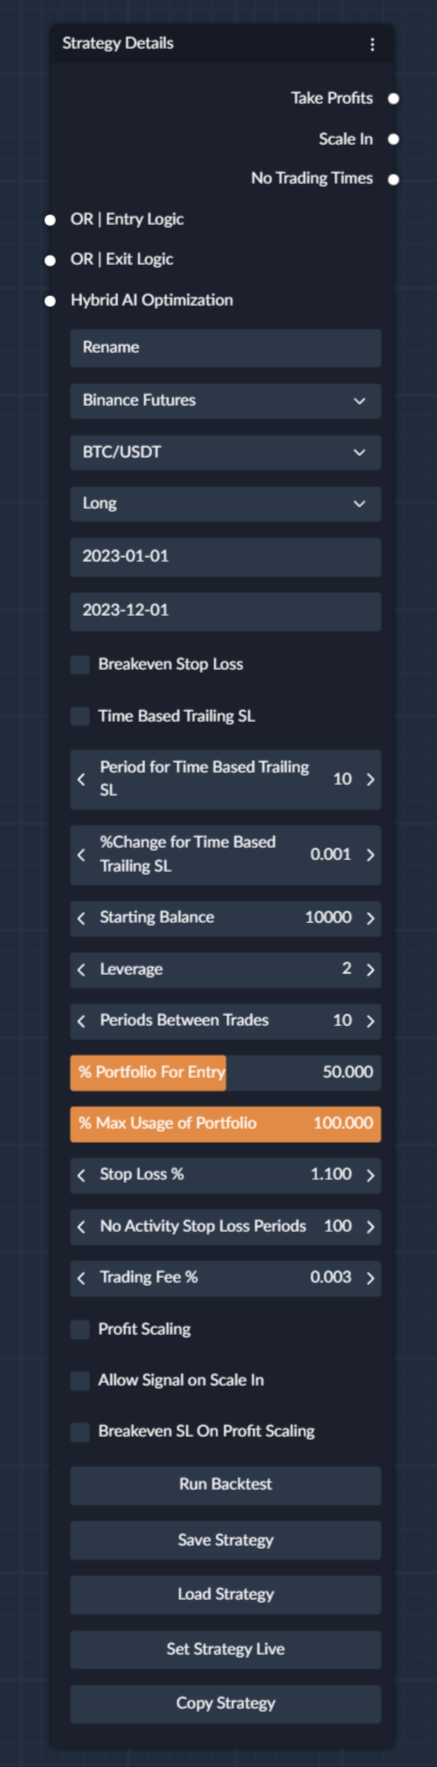 Strategy Details
Take Profits
Scale In
No Trading Times
OR | Entry Logic
OR | Exit Logic
Hybrid AI Optimization
Rename
Binance Futures
BTC/USDT
Long
2023-01-01
2023-12-01
Breakeven Stop Loss
Time Based Trailing SL
Period for Time Based Trailing
SL 10
%Change for Time Based
Trailing SL 0.001
Starting Balance 10000
Leverage 2
Periods Between Trades 10
% Portfolio For Entry 50.000
% Max Usage of Portfolio 100.000
Stop Loss % 1.100
No Activity Stop Loss Periods 100
Trading Fee % 0.003
Profit Scaling
Allow Signal on Scale In
Breakeven SL On Profit Scaling
Run Backtest
Save Strategy
Load Strategy
Set Strategy Live
Copy Strategy